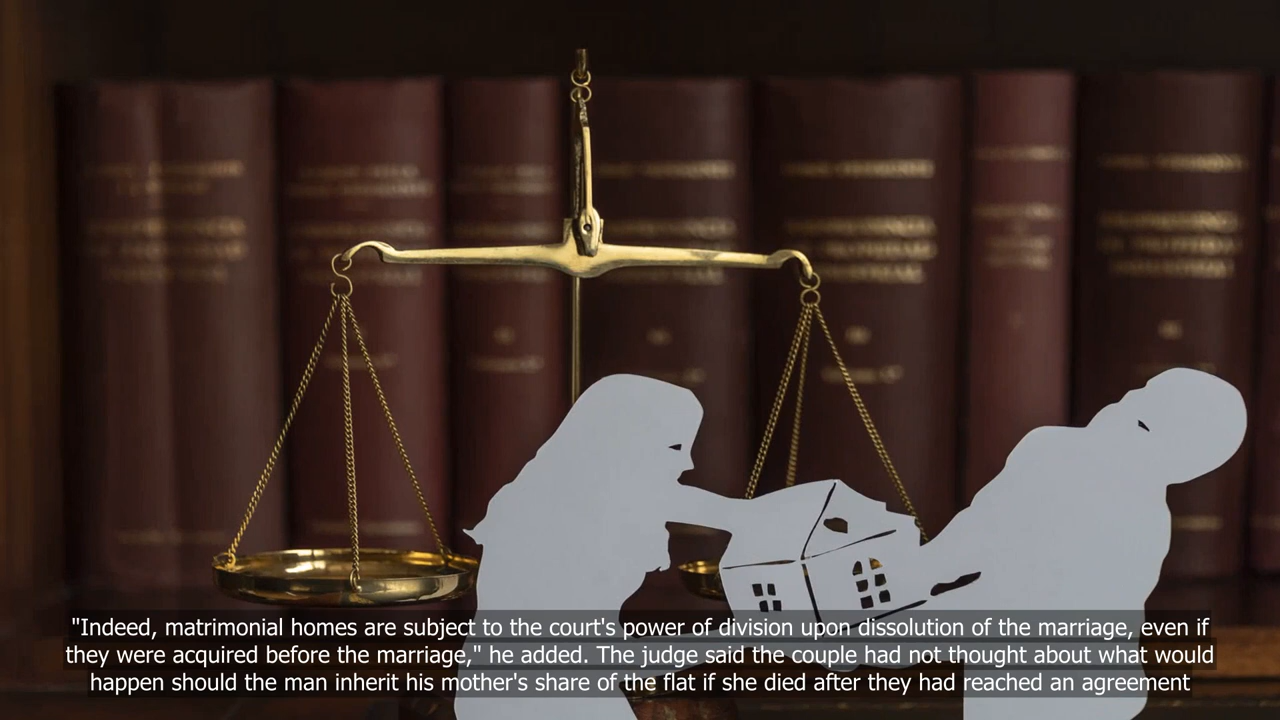 "Indeed, matrimonial homes are subject to the court's power of division upon dissolution of the marriage, even if
they were acquired before the marriage," he added. The judge said the couple had not thought about what would
happen should the man inherit his mother's share of the flat if she died after they had reached an agreement